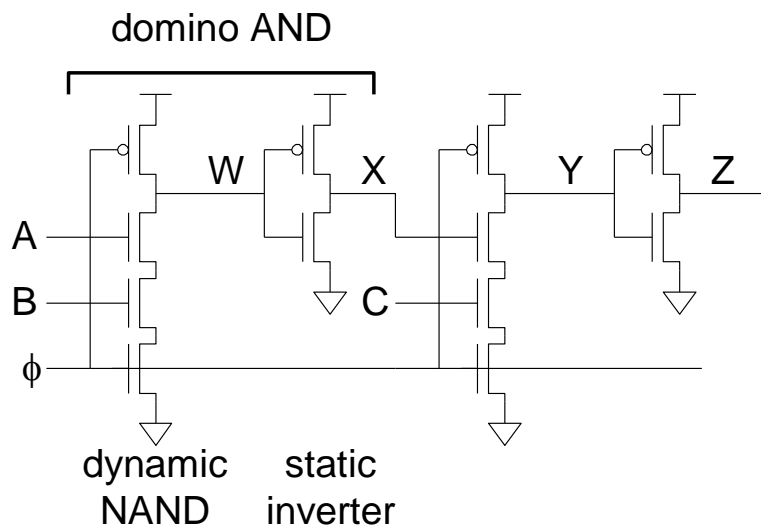 domino AND
W X Y Z
A
B C
ϕ
dynamic static
NAND inverter